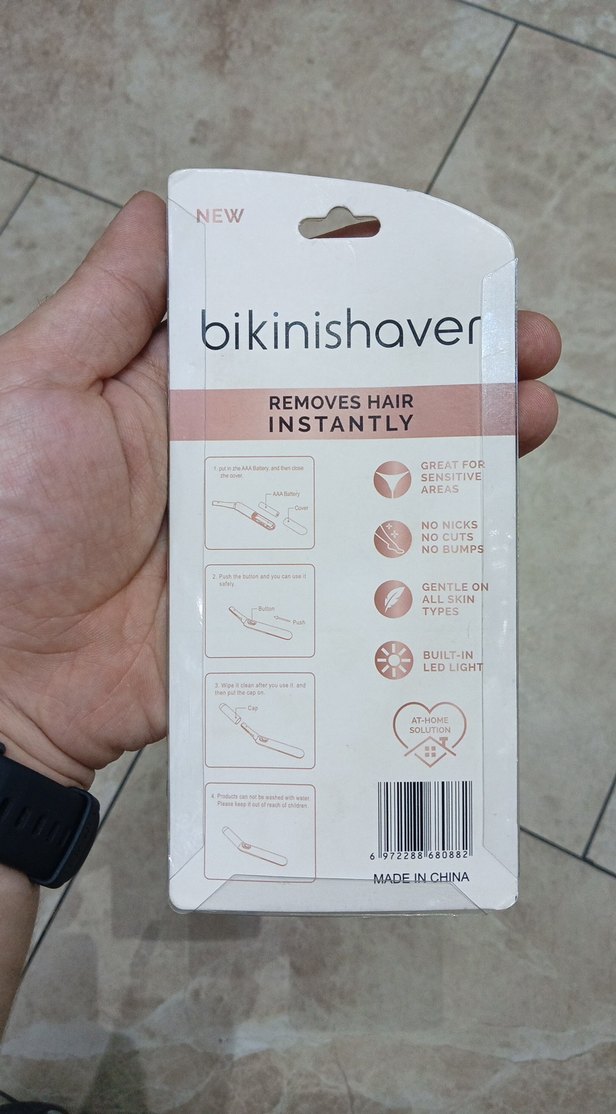 NEW
bikinishaver
REMOVES HAIR
INSTANTLY
1. put in the AAA Battery, and then close
the cover.
AAA Battery
Cover
2. Push the button and you can use it
safely.
Button
Push
3. Wipe it clean after you use it, and
then put the cap on.
Cap
4. Products can not be washed with water
Please keep it out of reach of children
GREAT FOR
SENSITIVE
AREAS
NO NICKS
NO CUTS
NO BUMPS
GENTLE ON
ALL SKIN
TYPES
BUILT-IN
LED LIGHT
AT-HOME
SOLUTION
6 972288 680882
MADE IN CHINA